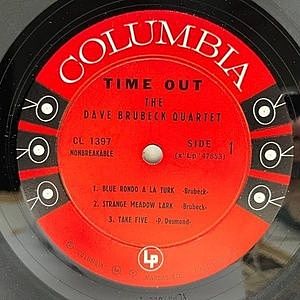 COLUMBIA
TIME OUT
THE
DAVE BRUBECK QUARTET
CL 1397
NONBREAKABLE
SIDE 1
(xLp 47653)
1. BLUE RONDO A LA TURK -Brubeck-
2. STRANGE MEADOW LARK -Brubeck-
3. TAKE FIVE -P. Desmond-
Lp